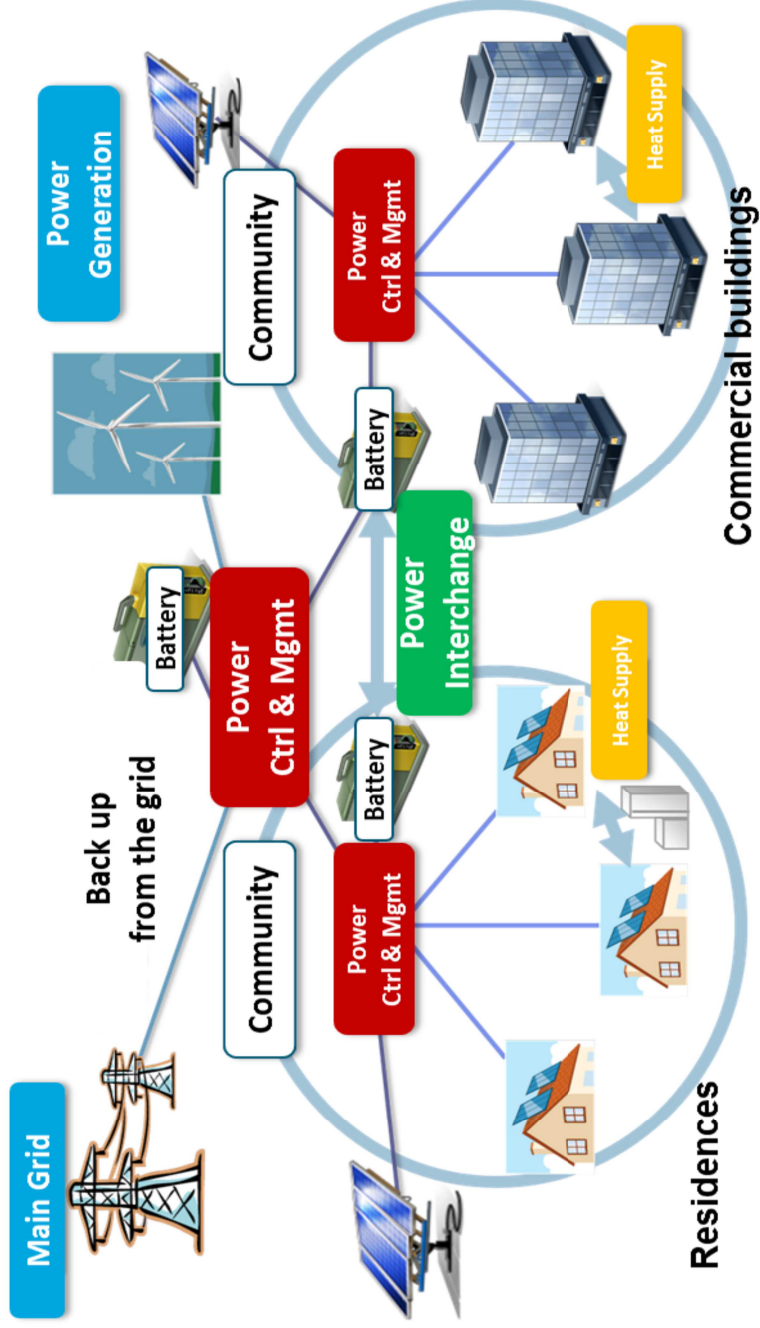 Main Grid
Back up
from the grid
Battery
Power
Generation
Community
Power
Ctrl & Mgmt
Community
Power
Ctrl & Mgmt
Battery
Battery
Power
Ctrl & Mgmt
Power
Interchange
Heat Supply
Heat Supply
Residences
Commercial buildings